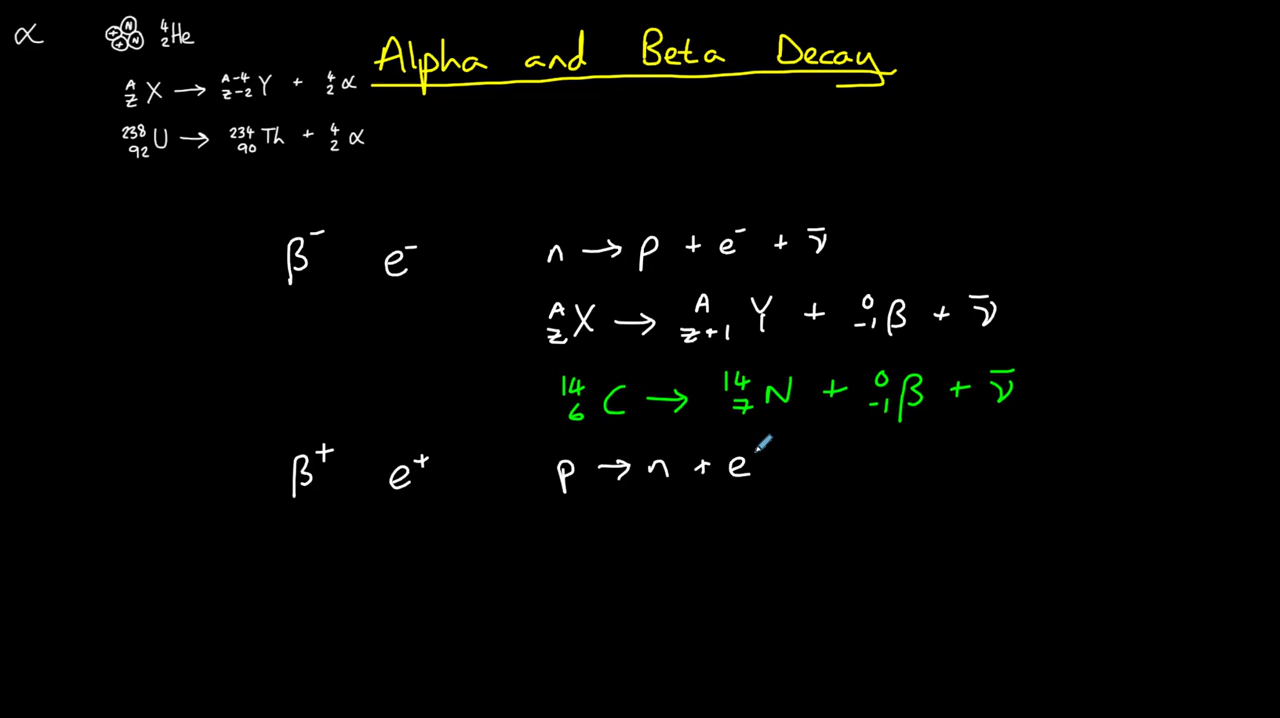 α ⁴₂He
Alpha and Beta Decay
ᴬ_Z X → ᴬ⁻⁴_Z₋₂ Y + ⁴₂α
²³⁸₉₂U → ²³⁴₉₀Th + ⁴₂α
β⁻ e⁻ n → p + e⁻ + ν̄
ᴬ_Z X → ᴬ_Z₊₁ Y + ⁰₋₁β + ν̄
¹⁴₆C → ¹⁴₇N + ⁰₋₁β + ν̄
β⁺ e⁺ p → n + e